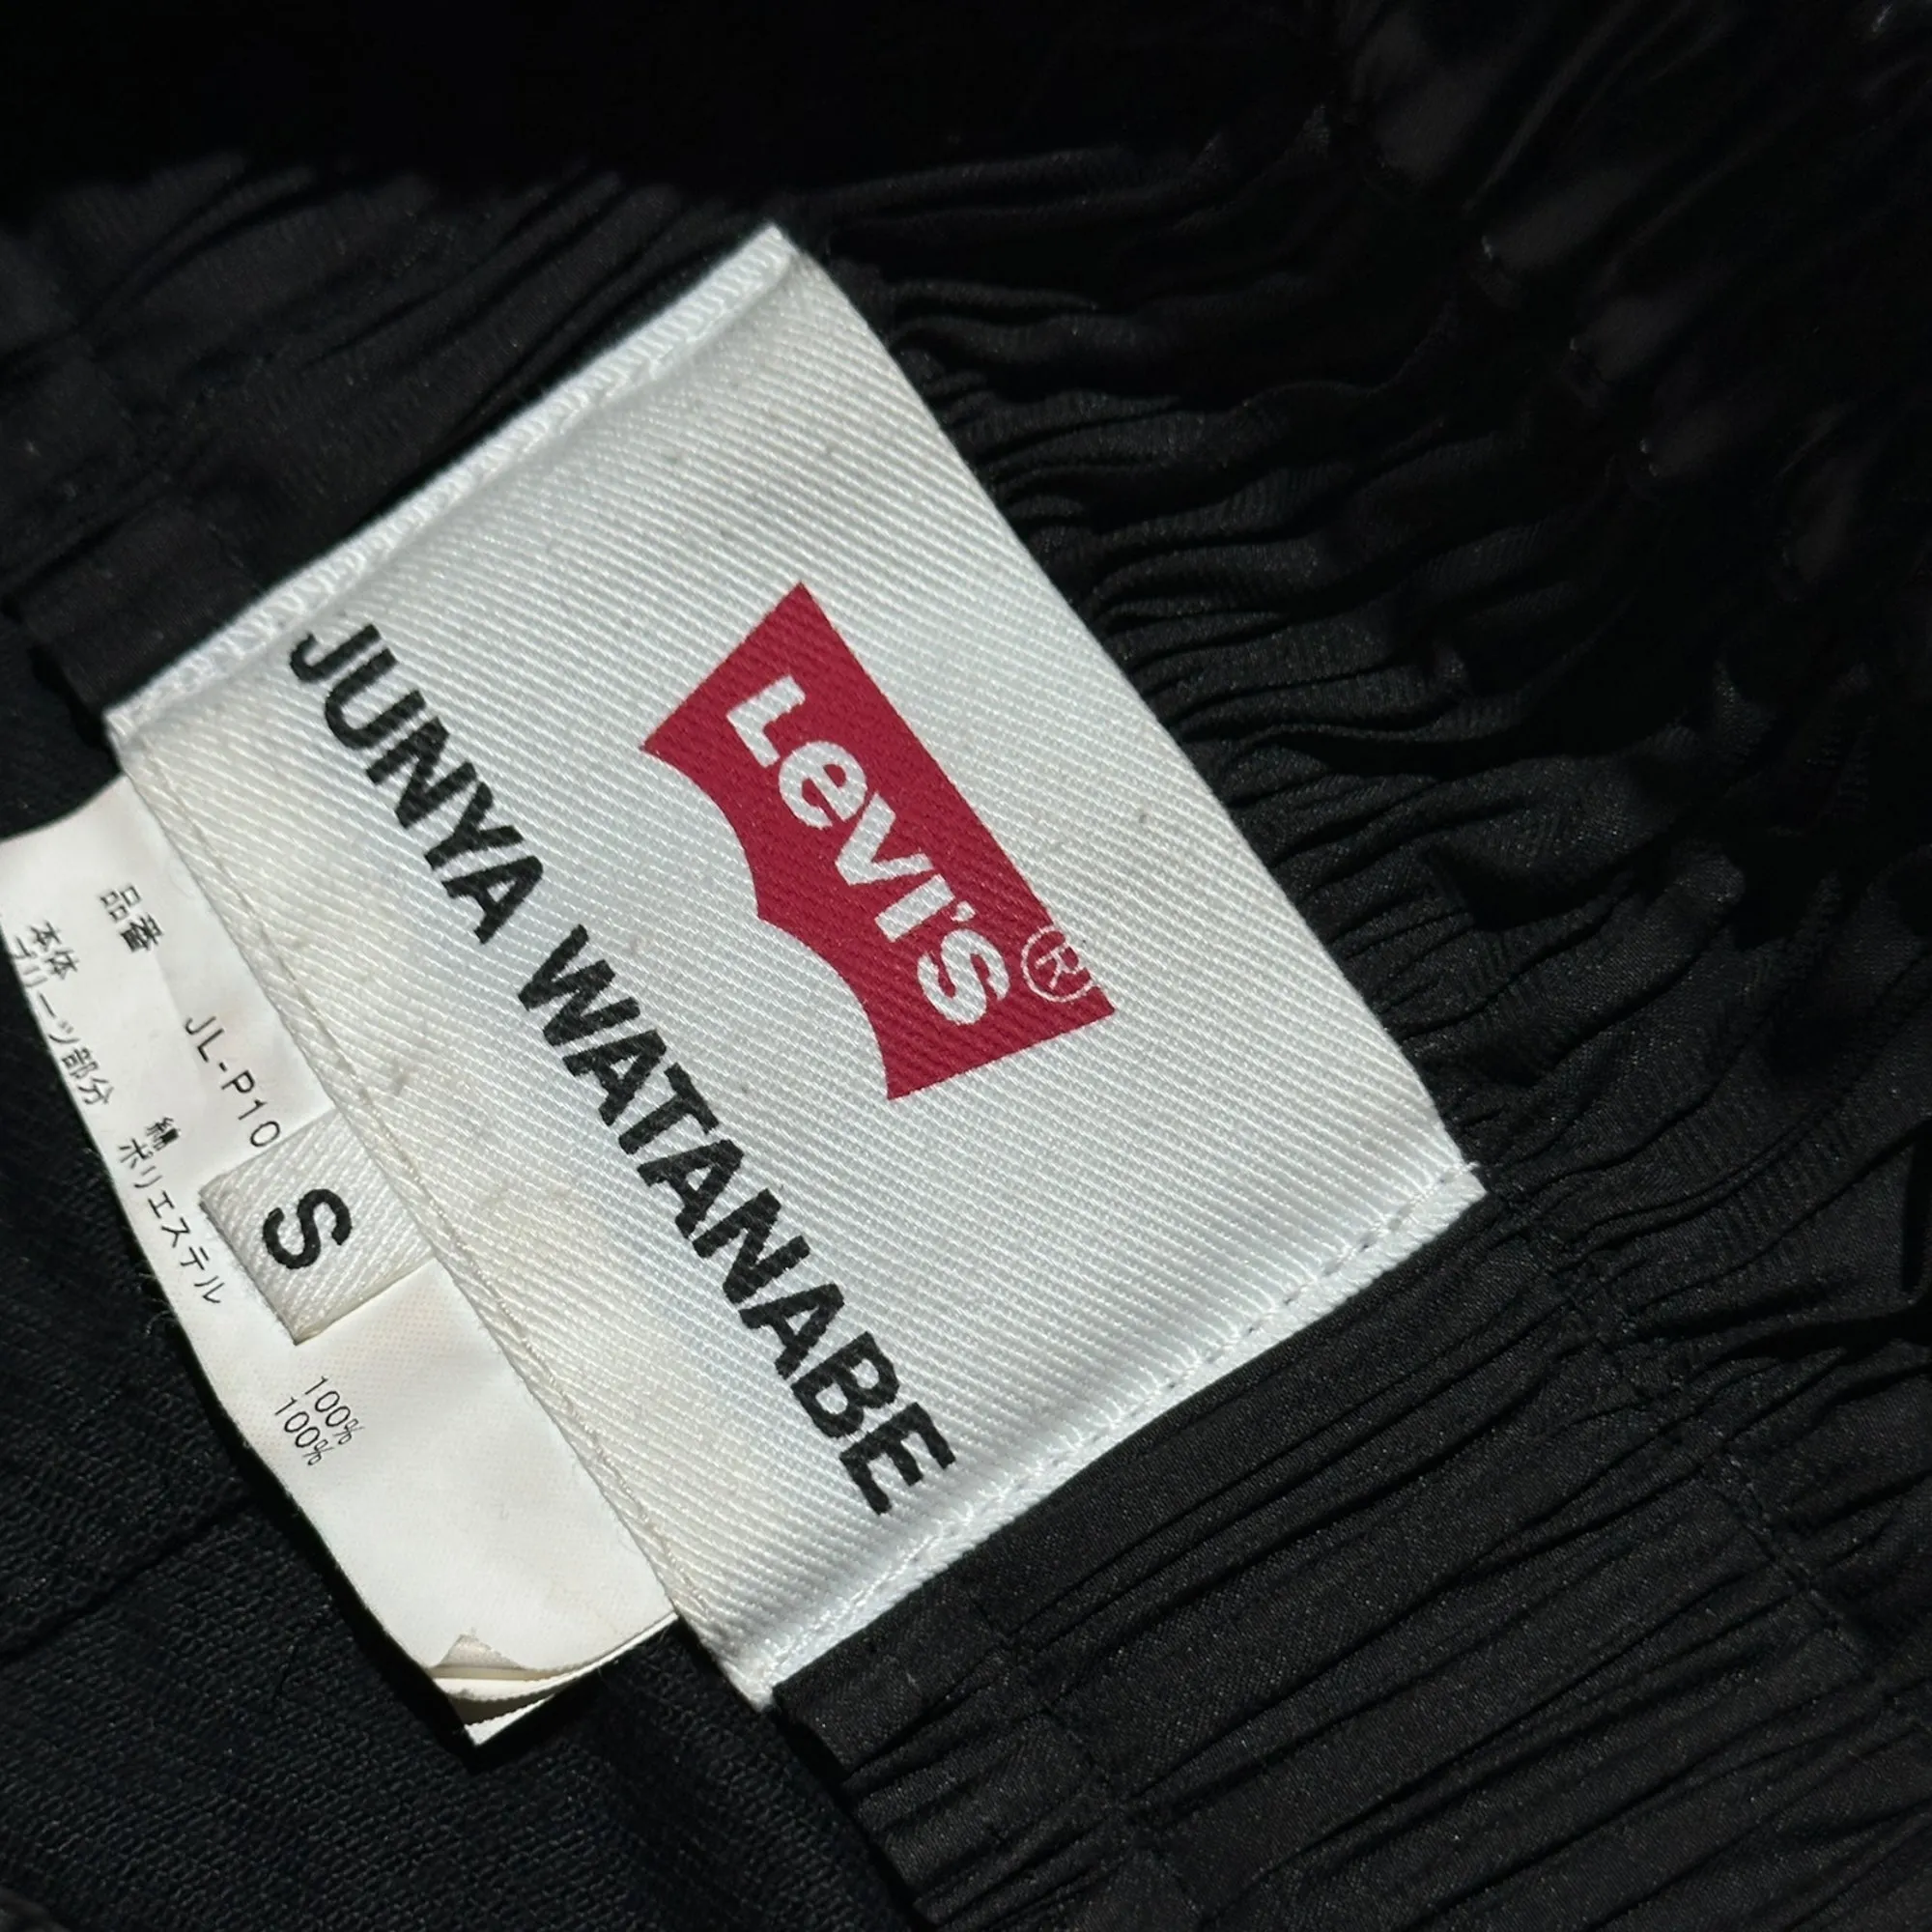 Levi's®
JUNYA WATANABE
S
品番 JL-P10
本体 綿 100%
プリーツ部分 ポリエステル 100%